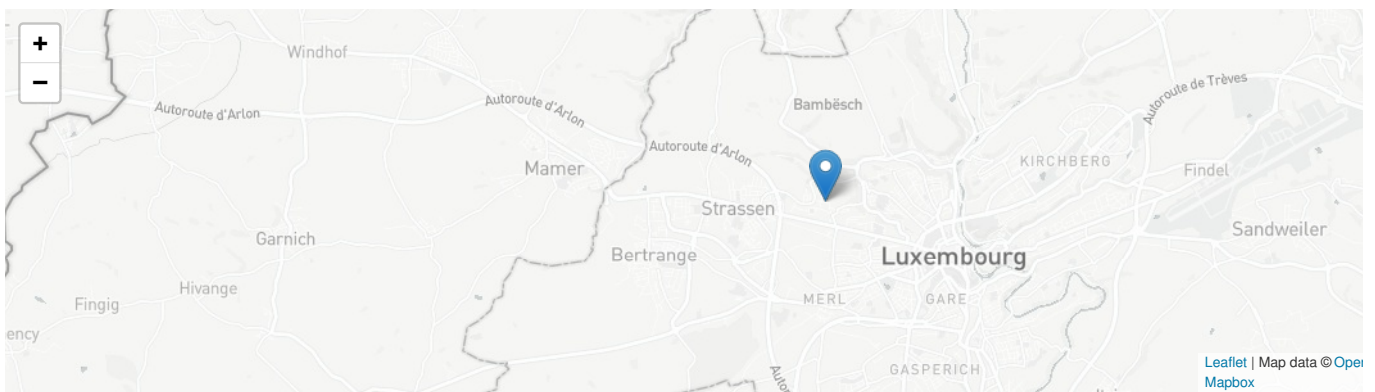 +
−
Windhof
Autoroute d'Arlon
Autoroute d'Arlon
Autoroute d'Arlon
Bambësch
Autoroute de Trèves
Mamer
KIRCHBERG
Findel
Strassen
Garnich
Bertrange
Luxembourg
Sandweiler
Hivange
Fingig
MERL
GARE
ency
GASPERICH
Auto
Leaflet | Map data © Oper
Mapbox